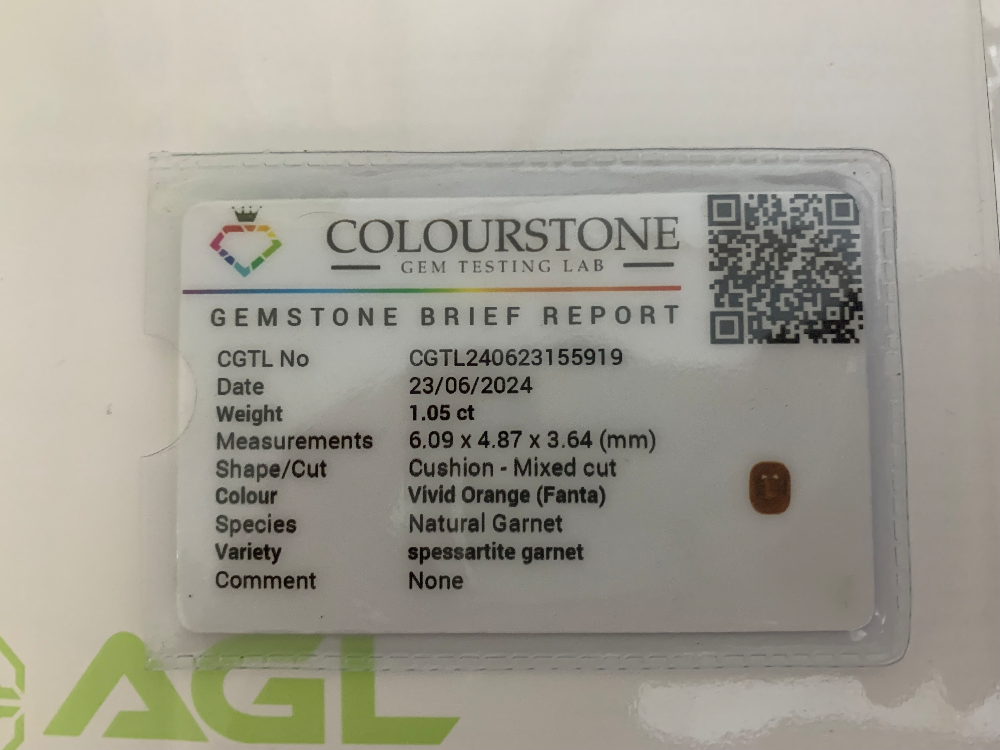 COLOURSTONE
GEM TESTING LAB
GEMSTONE BRIEF REPORT
CGTL No CGTL240623155919
Date 23/06/2024
Weight 1.05 ct
Measurements 6.09 x 4.87 x 3.64 (mm)
Shape/Cut Cushion - Mixed cut
Colour Vivid Orange (Fanta)
Species Natural Garnet
Variety spessartite garnet
Comment None
AGL